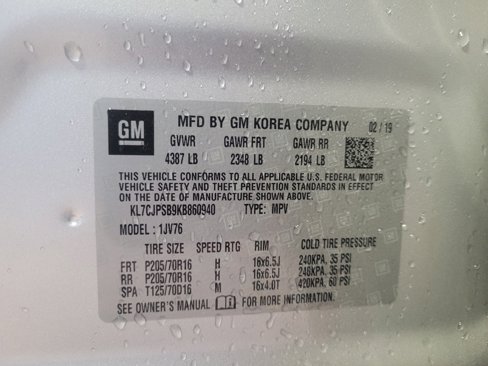 GM
MFD BY GM KOREA COMPANY 02/19
GVWR GAWR FRT GAWR RR
4387 LB 2348 LB 2194 LB
THIS VEHICLE CONFORMS TO ALL APPLICABLE U.S. FEDERAL MOTOR
VEHICLE SAFETY AND THEFT PREVENTION STANDARDS IN EFFECT
ON THE DATE OF MANUFACTURE SHOWN ABOVE.
KL7CJPSB9KB860940 TYPE: MPV
MODEL: 1JV76
TIRE SIZE SPEED RTG RIM COLD TIRE PRESSURE
FRT P205/70R16 H 16x6.5J 240KPA, 35 PSI
RR P205/70R16 H 16x6.5J 240KPA, 35 PSI
SPA T125/70D16 M 16x4.0T 420KPA, 60 PSI
SEE OWNER'S MANUAL FOR MORE INFORMATION